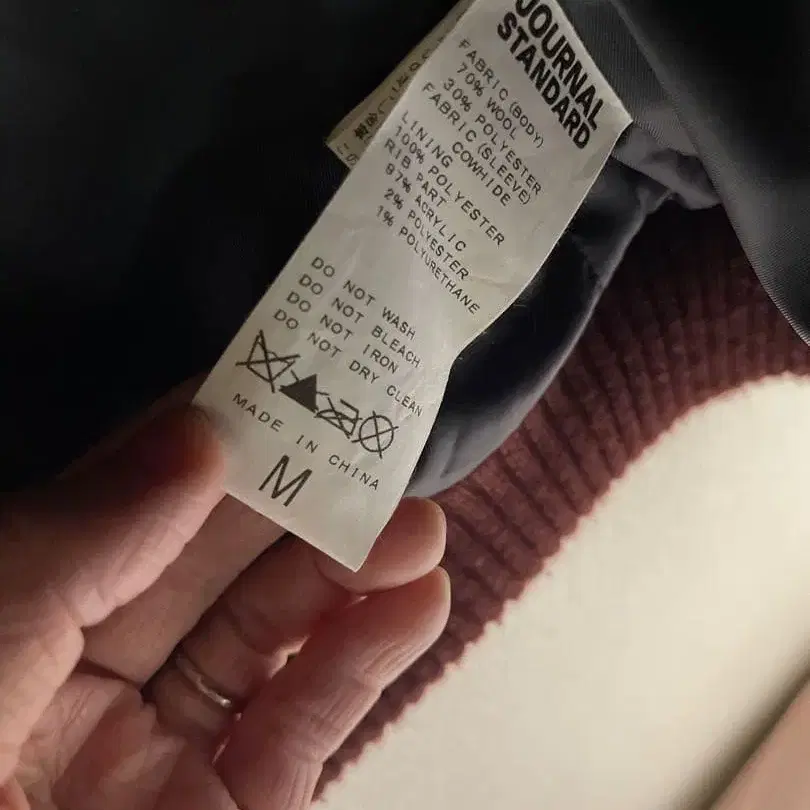 JOURNAL
STANDARD
FABRIC (BODY)
70% WOOL
30% POLYESTER
FABRIC (SLEEVE)
COWHIDE
LINING
100% POLYESTER
RIB PART
97% ACRYLIC
2% POLYESTER
1% POLYURETHANE
DO NOT WASH
DO NOT BLEACH
DO NOT IRON
DO NOT DRY CLEAN
MADE IN CHINA
M